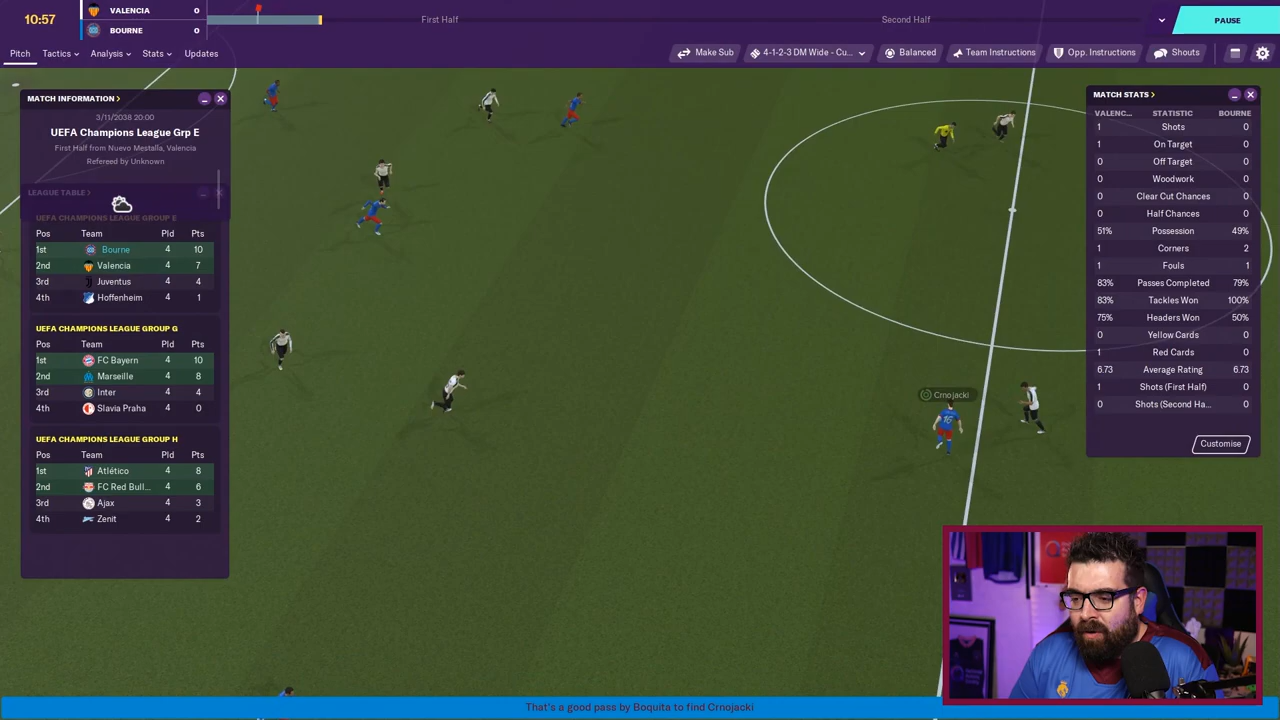 10:57
VALENCIA 0
BOURNE 0
First Half
Second Half
PAUSE
Pitch
Tactics
Analysis
Stats
Updates
Make Sub
4-1-2-3 DM Wide - Cu...
Balanced
Team Instructions
Opp. Instructions
Shouts
MATCH INFORMATION
3/11/2038 20:00
UEFA Champions League Grp E
First Half from Nuevo Mestalla, Valencia
Refereed by Unknown
LEAGUE TABLE
UEFA CHAMPIONS LEAGUE GROUP E
Pos Team Pld Pts
1st Bourne 4 10
2nd Valencia 4 7
3rd Juventus 4 4
4th Hoffenheim 4 1
UEFA CHAMPIONS LEAGUE GROUP G
Pos Team Pld Pts
1st FC Bayern 4 10
2nd Marseille 4 8
3rd Inter 4 4
4th Slavia Praha 4 0
UEFA CHAMPIONS LEAGUE GROUP H
Pos Team Pld Pts
1st Atlético 4 8
2nd FC Red Bull... 4 6
3rd Ajax 4 3
4th Zenit 4 2
Crnojacki
16
MATCH STATS
VALENC... STATISTIC BOURNE
1 Shots 0
1 On Target 0
0 Off Target 0
0 Woodwork 0
0 Clear Cut Chances 0
0 Half Chances 0
51% Possession 49%
1 Corners 2
1 Fouls 1
83% Passes Completed 79%
83% Tackles Won 100%
75% Headers Won 50%
0 Yellow Cards 0
1 Red Cards 0
6.73 Average Rating 6.73
1 Shots (First Half) 0
0 Shots (Second Ha... 0
Customise
That's a good pass by Boquita to find Crnojacki